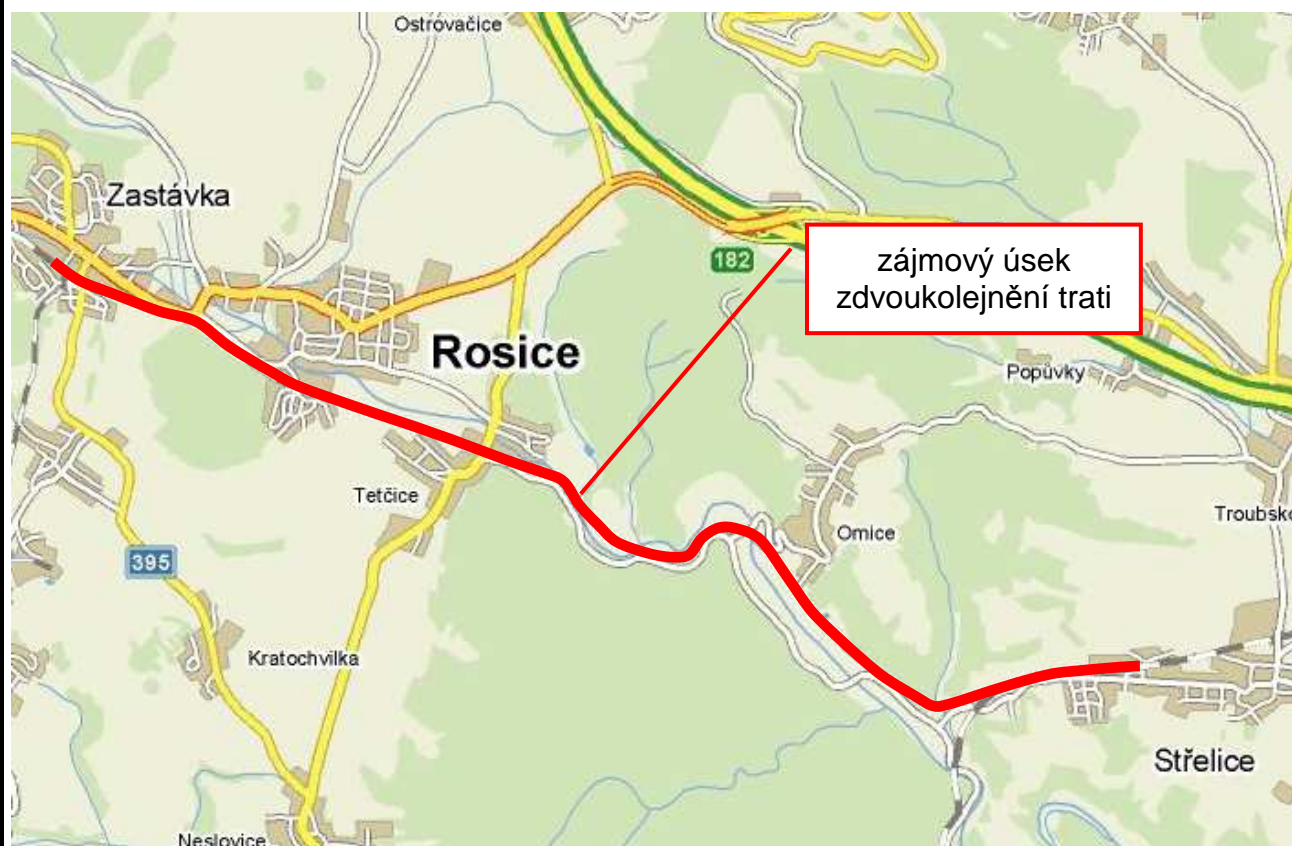 Ostrovačice
Zastávka
182
zájmový úsek
zdvoukolejnění trati
Rosice
Popůvky
Tetčice
Troubsko
Omice
395
Kratochvilka
Střelice
Neslovice